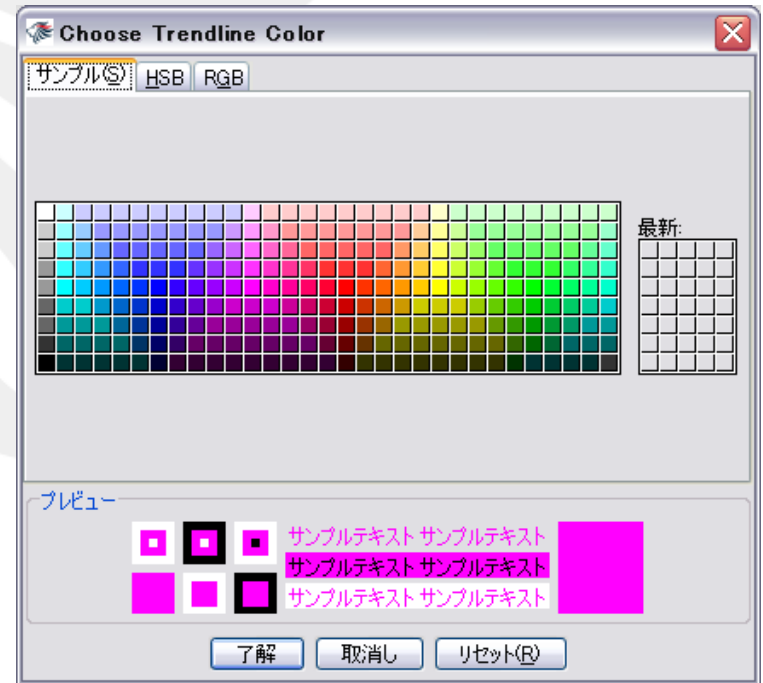 Choose Trendline Color
サンプル(S) HSB RGB
最新:
プレビュー
サンプルテキスト サンプルテキスト
サンプルテキスト サンプルテキスト
サンプルテキスト サンプルテキスト
了解 取消し リセット(R)